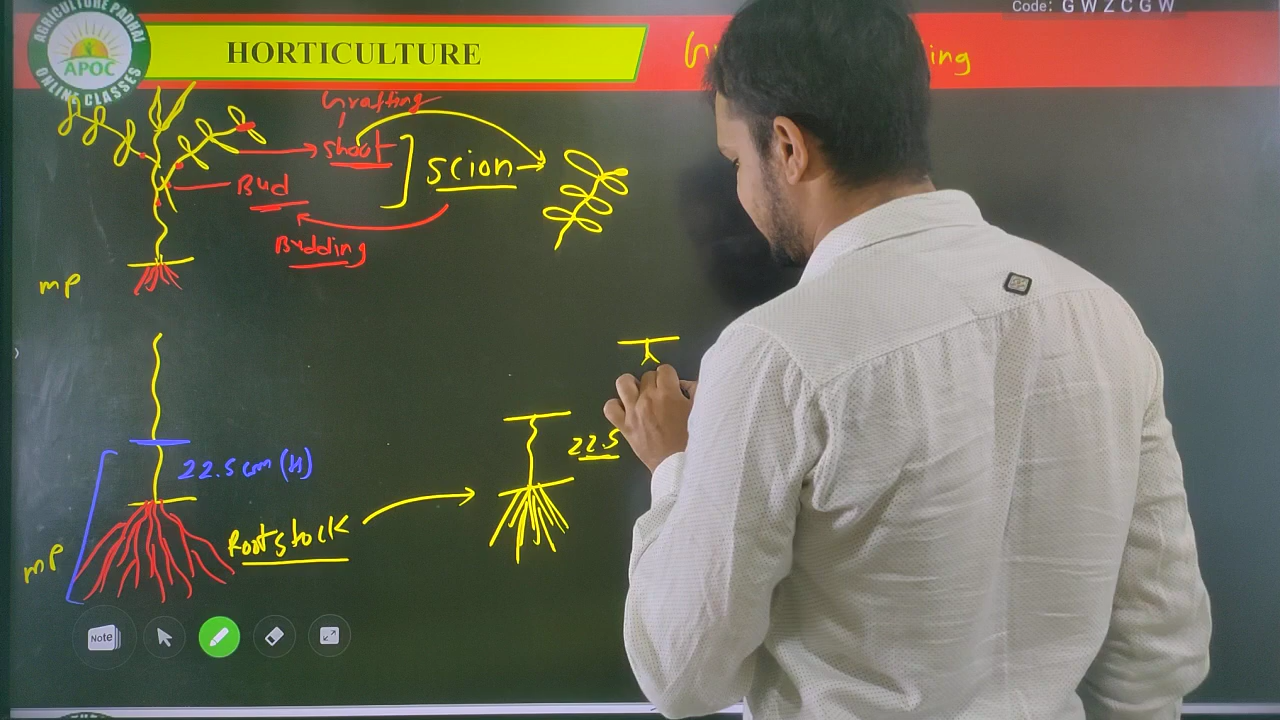 Code: G W Z C G W
AGRICULTURE PADHAI
APOC
ONLINE CLASSES
HORTICULTURE
ing
Grafting
Shoot
Scion
Bud
Budding
mp
22.5 cm (H)
22.5
Rootstock
mp
Note